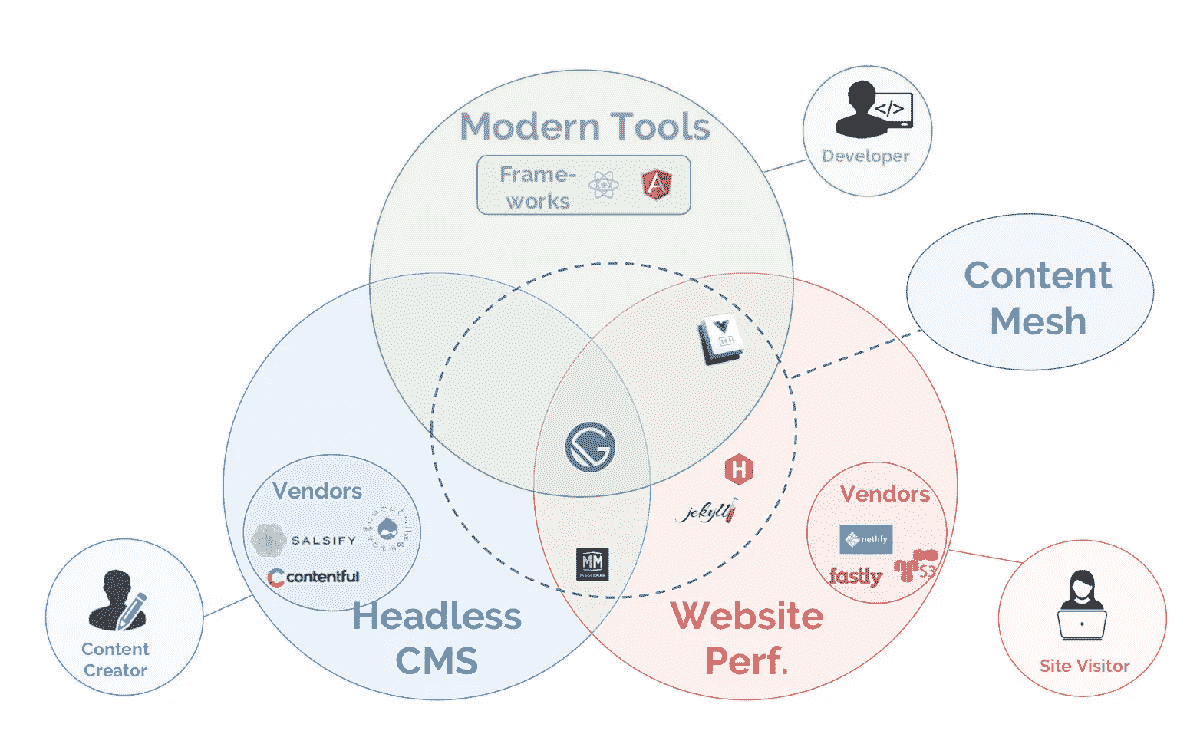 Modern Tools
Frame-
works
</>
Developer
Content
Mesh
Vendors
SALSIFY
contentful
Content
Creator
Headless
CMS
H
jekyll
MM
Vendors
netlify
fastly
S3
Website
Perf.
Site Visitor